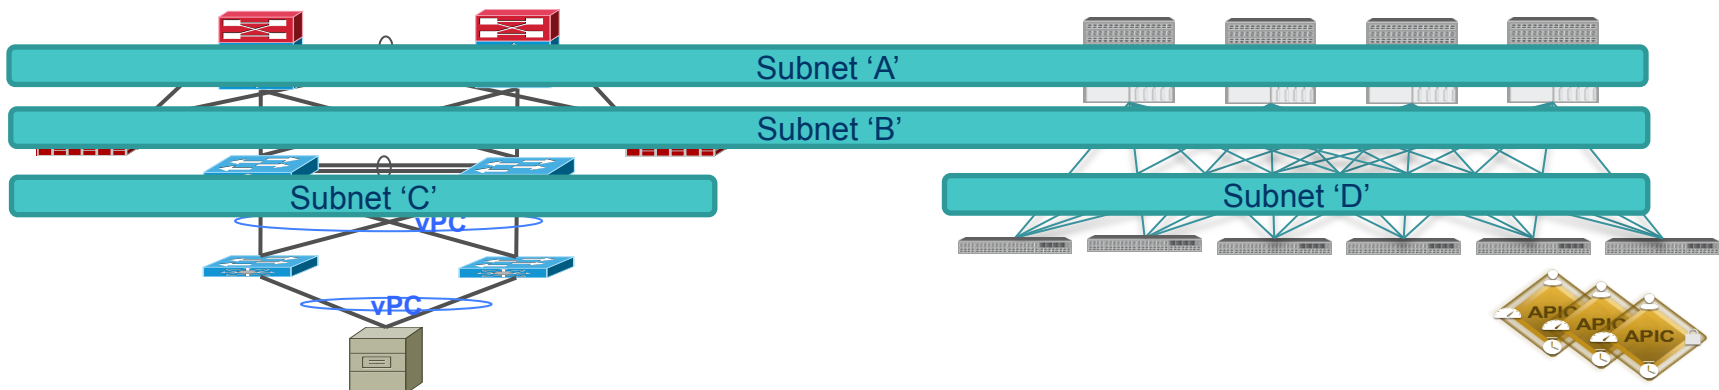 Subnet ‘A’
Subnet ‘B’
Subnet ‘C’
Subnet ‘D’
vPC
vPC
APIC
APIC
APIC